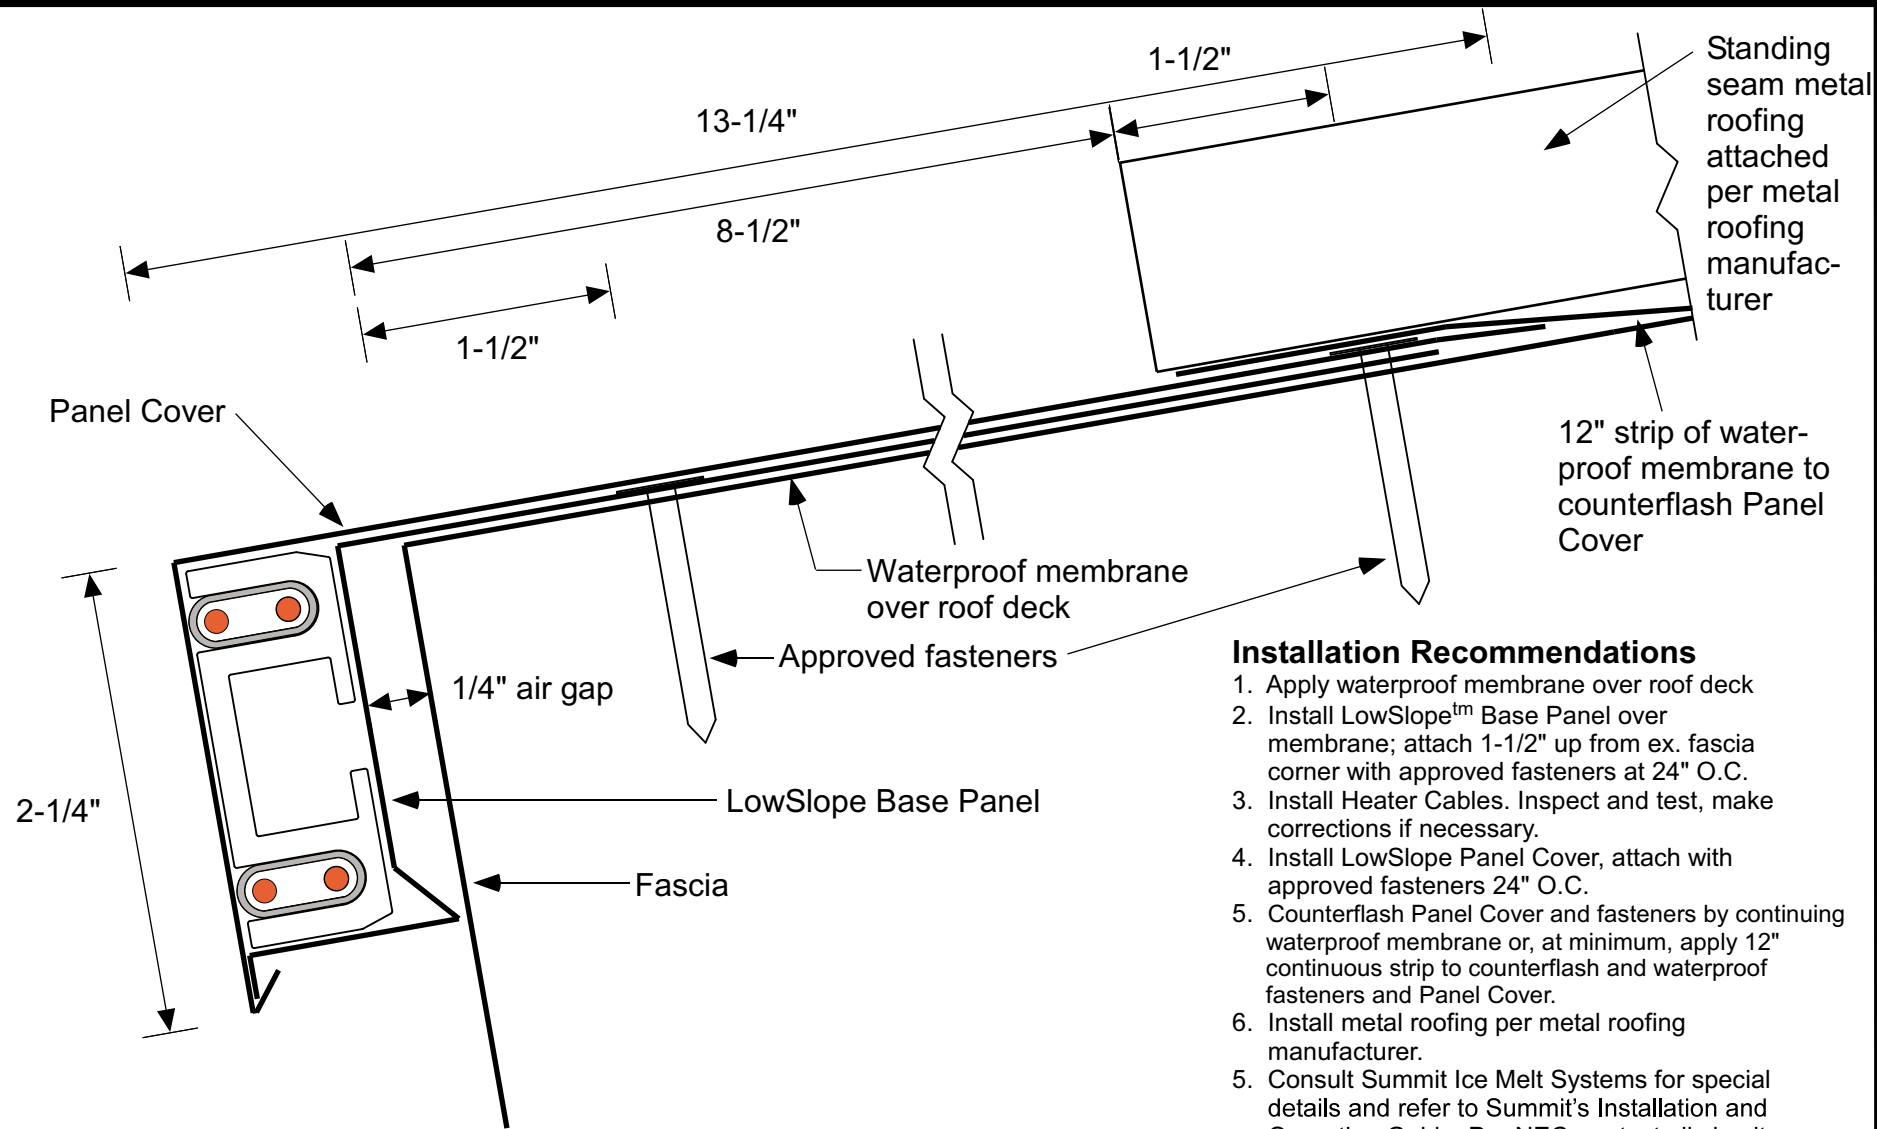 1-1/2"
13-1/4"
8-1/2"
1-1/2"
Standing
seam metal
roofing
attached
per metal
roofing
manufac-
turer
Panel Cover
12" strip of water-
proof membrane to
counterflash Panel
Cover
Waterproof membrane
over roof deck
Approved fasteners
1/4" air gap
2-1/4"
LowSlope Base Panel
Fascia
Installation Recommendations
1. Apply waterproof membrane over roof deck
2. Install LowSlope™ Base Panel over
membrane; attach 1-1/2" up from ex. fascia
corner with approved fasteners at 24" O.C.
3. Install Heater Cables. Inspect and test, make
corrections if necessary.
4. Install LowSlope Panel Cover, attach with
approved fasteners 24" O.C.
5. Counterflash Panel Cover and fasteners by continuing
waterproof membrane or, at minimum, apply 12"
continuous strip to counterflash and waterproof
fasteners and Panel Cover.
6. Install metal roofing per metal roofing
manufacturer.
5. Consult Summit Ice Melt Systems for special
details and refer to Summit's Installation and